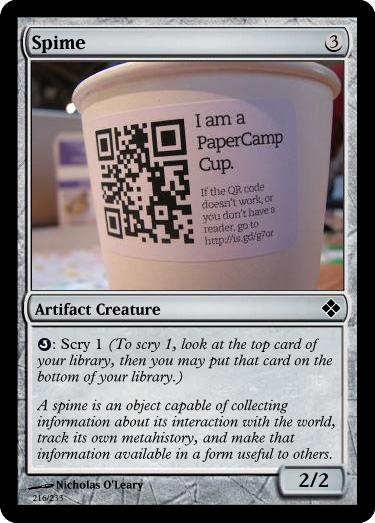 Spime 3
I am a
PaperCamp
Cup.
If the QR code
doesn't work, or
you don't have a
reader, go to
http://is.gd/g7or
Artifact Creature
: Scry 1 (To scry 1, look at the top card of
your library, then you may put that card on the
bottom of your library.)
A spime is an object capable of collecting
information about its interaction with the world,
track its own metahistory, and make that
information available in a form useful to others.
Nicholas O'Leary
216/233
2/2